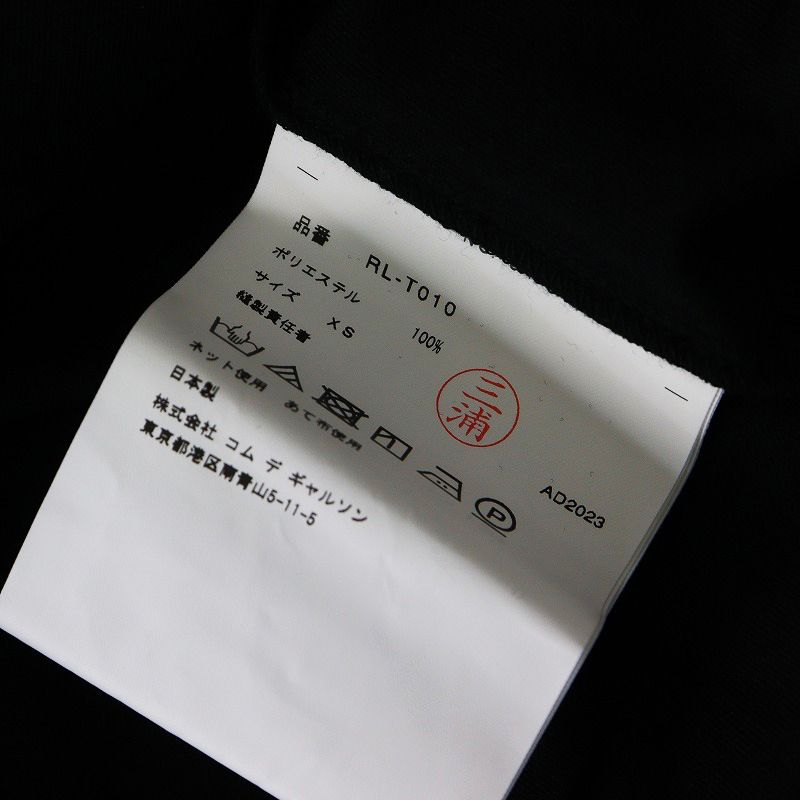 品番 RL-T010
ポリエステル 100%
サイズ XS
縫製責任者
三浦
ネット使用 あて布使用
P
日本製 AD2023
株式会社 コム デ ギャルソン
東京都港区南青山5-11-5